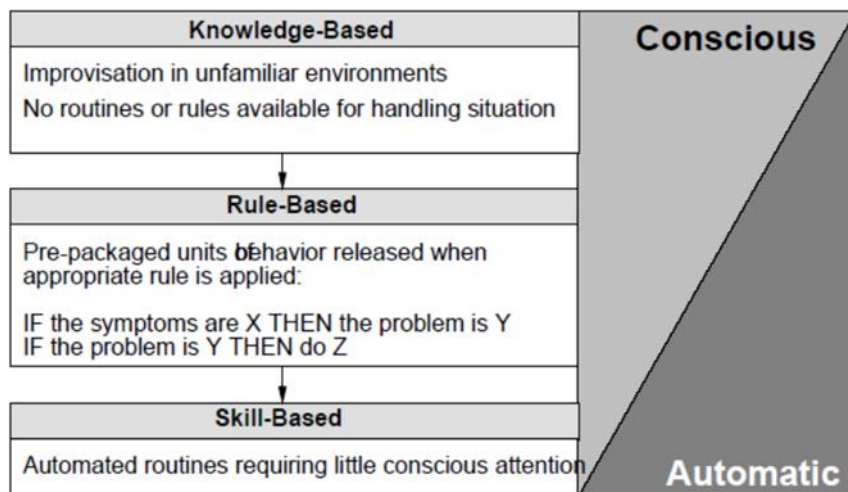 Knowledge-Based
Conscious
Improvisation in unfamiliar environments
No routines or rules available for handling situation
Rule-Based
Pre-packaged units of behavior released when
appropriate rule is applied:
IF the symptoms are X THEN the problem is Y
IF the problem is Y THEN do Z
Skill-Based
Automated routines requiring little conscious attention
Automatic